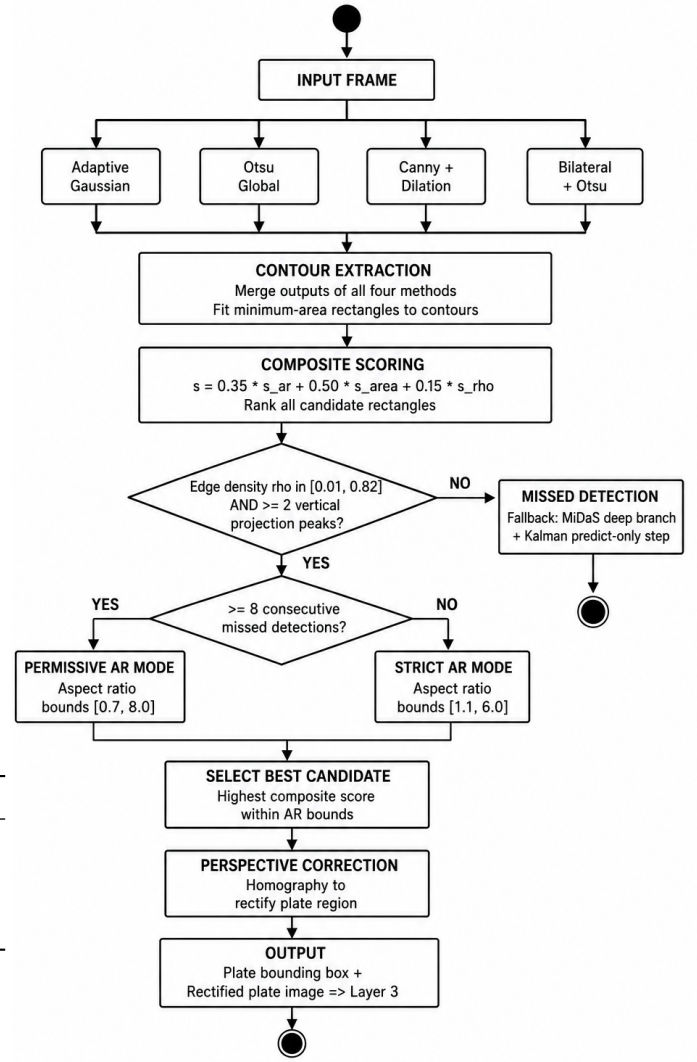 INPUT FRAME
Adaptive
Gaussian
Otsu
Global
Canny +
Dilation
Bilateral
+ Otsu
CONTOUR EXTRACTION
Merge outputs of all four methods
Fit minimum-area rectangles to contours
COMPOSITE SCORING
s = 0.35 * s_ar + 0.50 * s_area + 0.15 * s_rho
Rank all candidate rectangles
Edge density rho in [0.01, 0.82]
AND >= 2 vertical
projection peaks?
NO
MISSED DETECTION
Fallback: MiDaS deep branch
+ Kalman predict-only step
YES
>= 8 consecutive
missed detections?
YES
NO
PERMISSIVE AR MODE
Aspect ratio
bounds [0.7, 8.0]
STRICT AR MODE
Aspect ratio
bounds [1.1, 6.0]
SELECT BEST CANDIDATE
Highest composite score
within AR bounds
PERSPECTIVE CORRECTION
Homography to
rectify plate region
OUTPUT
Plate bounding box +
Rectified plate image => Layer 3